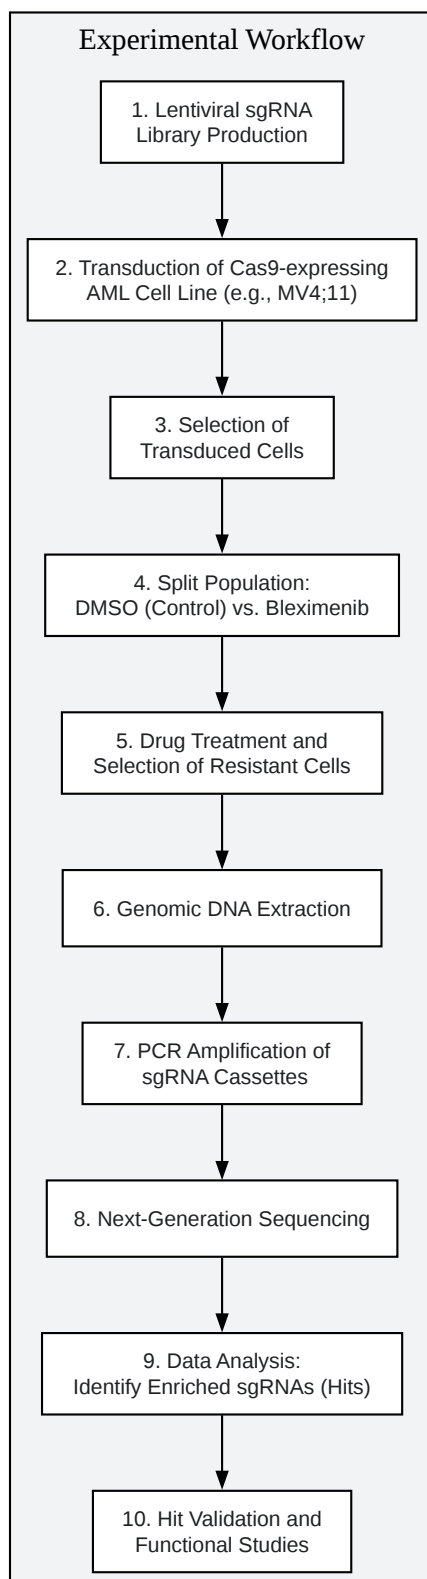 Experimental Workflow
1. Lentiviral sgRNA
Library Production
2. Transduction of Cas9-expressing
AML Cell Line (e.g., MV4;11)
3. Selection of
Transduced Cells
4. Split Population:
DMSO (Control) vs. Bleximenib
5. Drug Treatment and
Selection of Resistant Cells
6. Genomic DNA Extraction
7. PCR Amplification of
sgRNA Cassettes
8. Next-Generation Sequencing
9. Data Analysis:
Identify Enriched sgRNAs (Hits)
10. Hit Validation and
Functional Studies